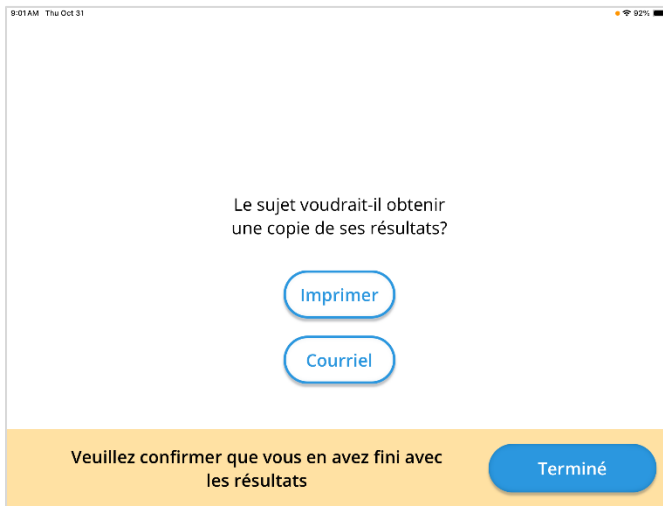 9:01 AM Thu Oct 31
92%
Le sujet voudrait-il obtenir
une copie de ses résultats?
Imprimer
Courriel
Veuillez confirmer que vous en avez fini avec
les résultats
Terminé